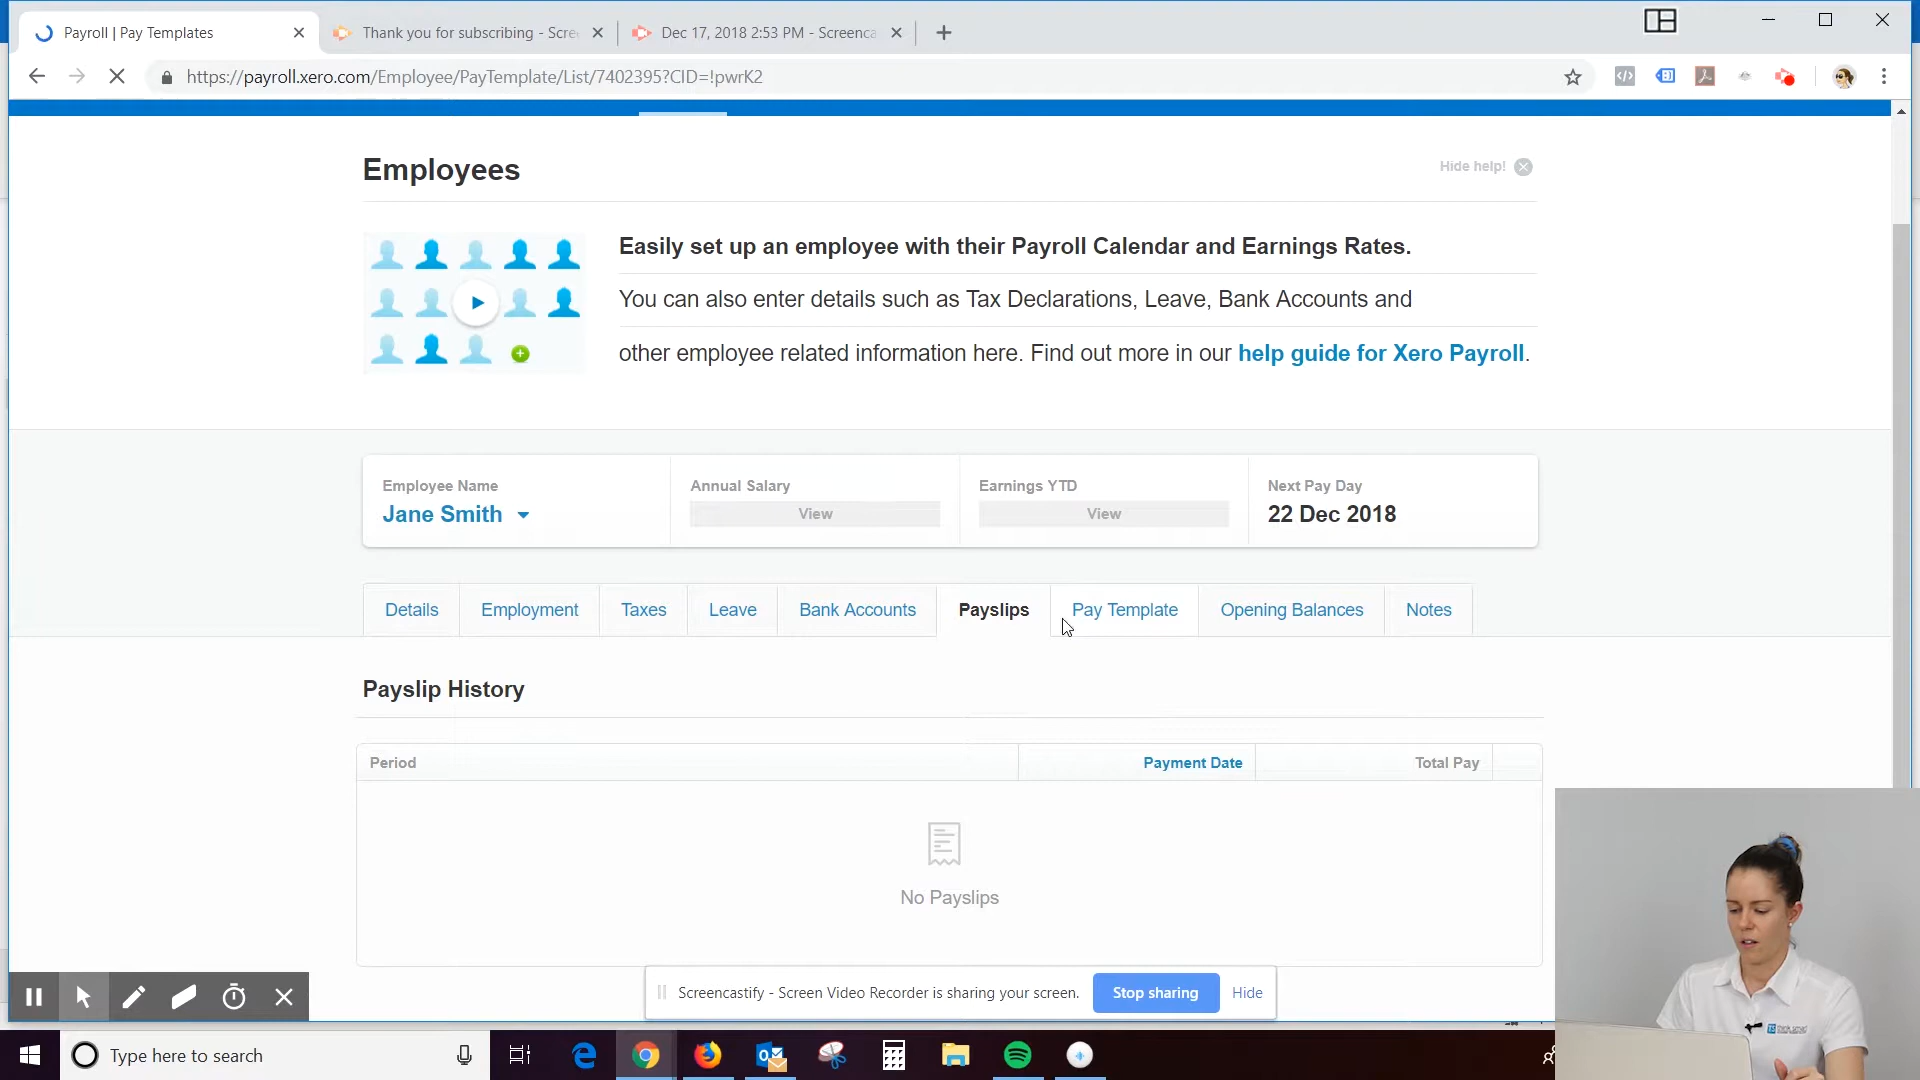 Payroll | Pay Templates
Thank you for subscribing - Scre
Dec 17, 2018 2:53 PM - Screenca
https://payroll.xero.com/Employee/PayTemplate/List/7402395?CID=!pwrK2
Employees
Hide help!
Easily set up an employee with their Payroll Calendar and Earnings Rates.
You can also enter details such as Tax Declarations, Leave, Bank Accounts and
other employee related information here. Find out more in our help guide for Xero Payroll.
Employee Name
Jane Smith
Annual Salary
View
Earnings YTD
View
Next Pay Day
22 Dec 2018
Details
Employment
Taxes
Leave
Bank Accounts
Payslips
Pay Template
Opening Balances
Notes
Payslip History
Period
Payment Date
Total Pay
No Payslips
Screencastify - Screen Video Recorder is sharing your screen.
Stop sharing
Hide
Type here to search